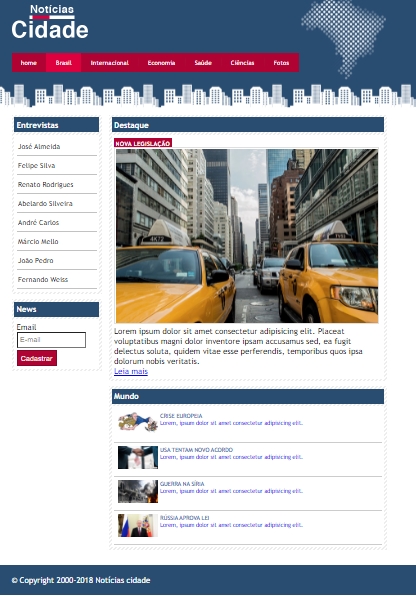 Notícias
Cidade
home Brasil Internacional Economia Saúde Ciências Fotos
Entrevistas
José Almeida
Felipe Silva
Renato Rodrigues
Abelardo Silveira
André Carlos
Márcio Mello
João Pedro
Fernando Weiss
News
Email
E-mail
Cadastrar
Destaque
NOVA LEGISLAÇÃO
Lorem ipsum dolor sit amet consectetur adipisicing elit. Placeat
voluptatibus magni dolor inventore ipsam accusamus sed, ea fugit
delectus soluta, quidem vitae esse perferendis, temporibus quos ipsa
dolorum nobis veritatis.
Leia mais
Mundo
CRISE EUROPEIA
Lorem, ipsum dolor sit amet consectetur adipisicing elit.
USA TENTAM NOVO ACORDO
Lorem, ipsum dolor sit amet consectetur adipisicing elit.
GUERRA NA SÍRIA
Lorem, ipsum dolor sit amet consectetur adipisicing elit.
RÚSSIA APROVA LEI
Lorem, ipsum dolor sit amet consectetur adipisicing elit.
© Copyright 2000-2018 Notícias cidade